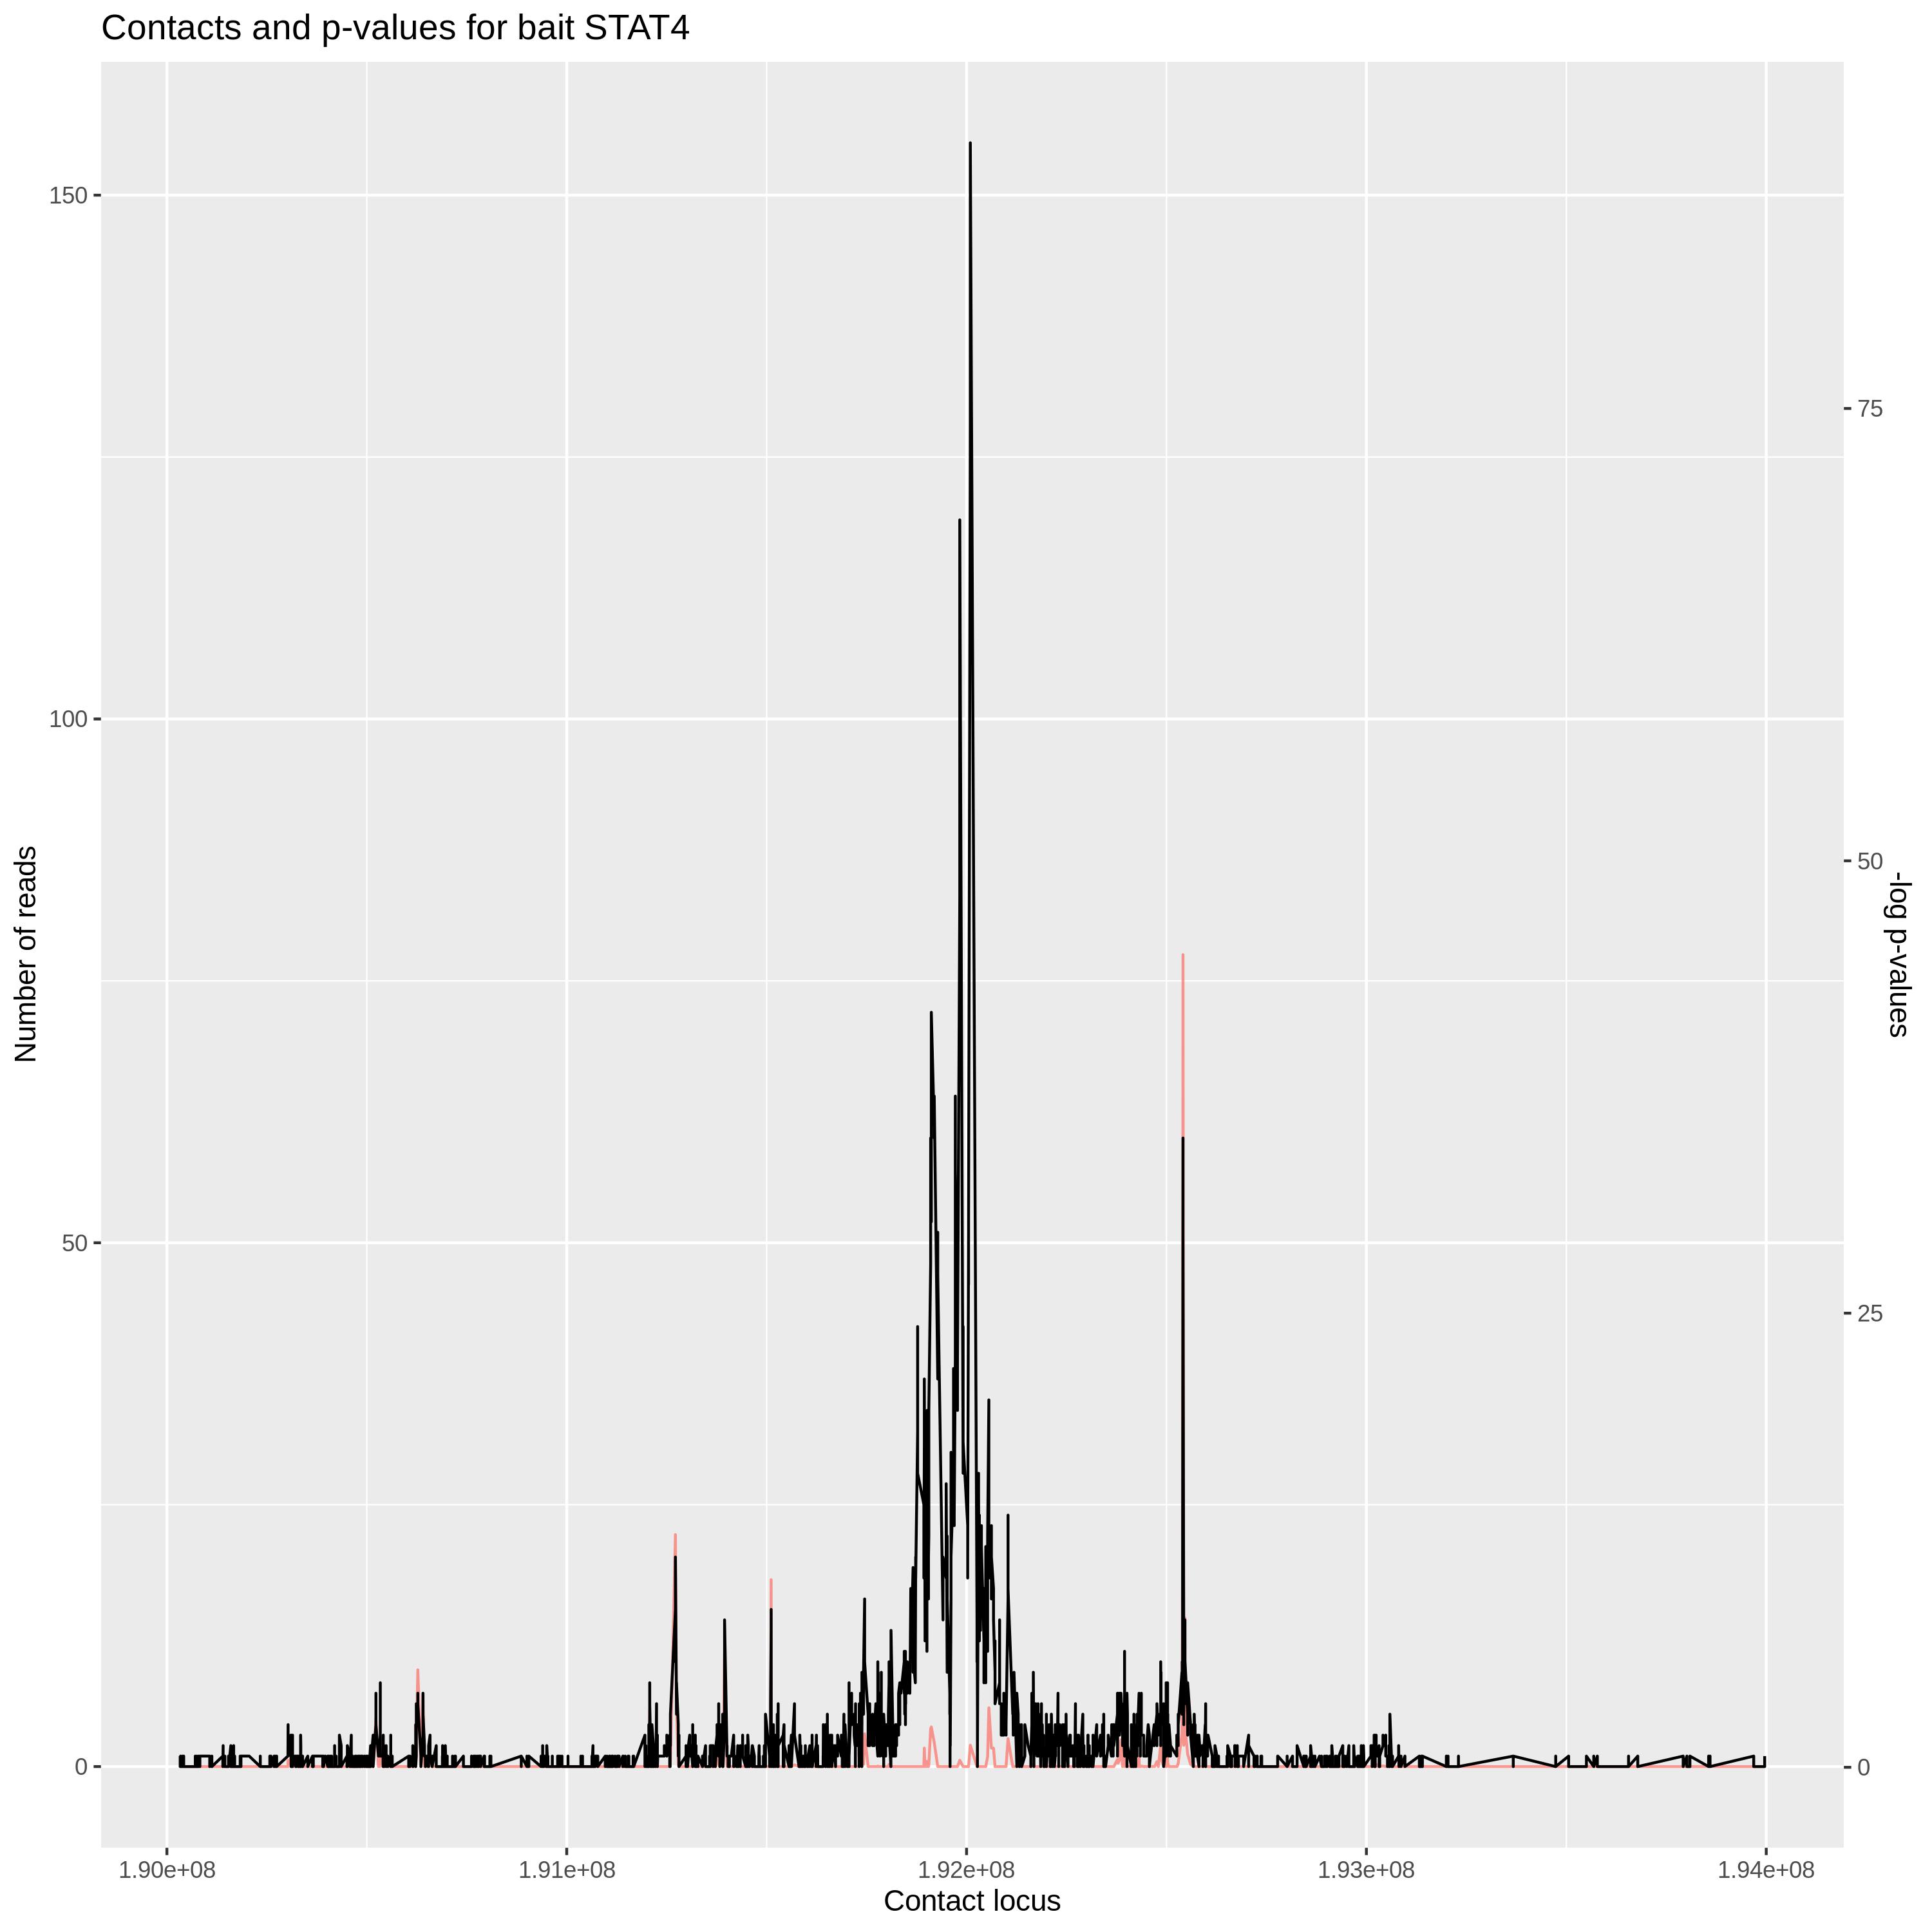 Contacts and p-values for bait STAT4
150
100
50
0
Number of reads
75
50
25
0
-log p-values
1.90e+08
1.91e+08
1.92e+08
1.93e+08
1.94e+08
Contact locus